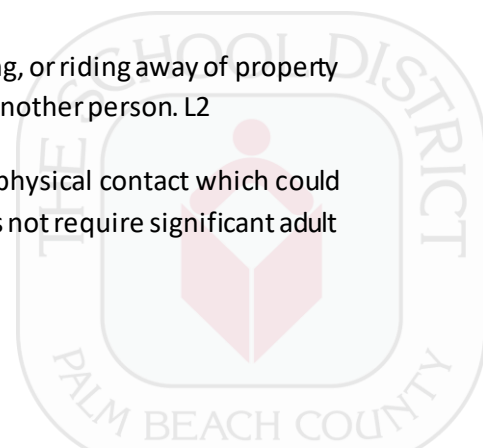 ng, or riding away of property
nother person. L2
physical contact which could
s not require significant adult
THE SCHOOL DISTRICT
PALM BEACH COUNTY